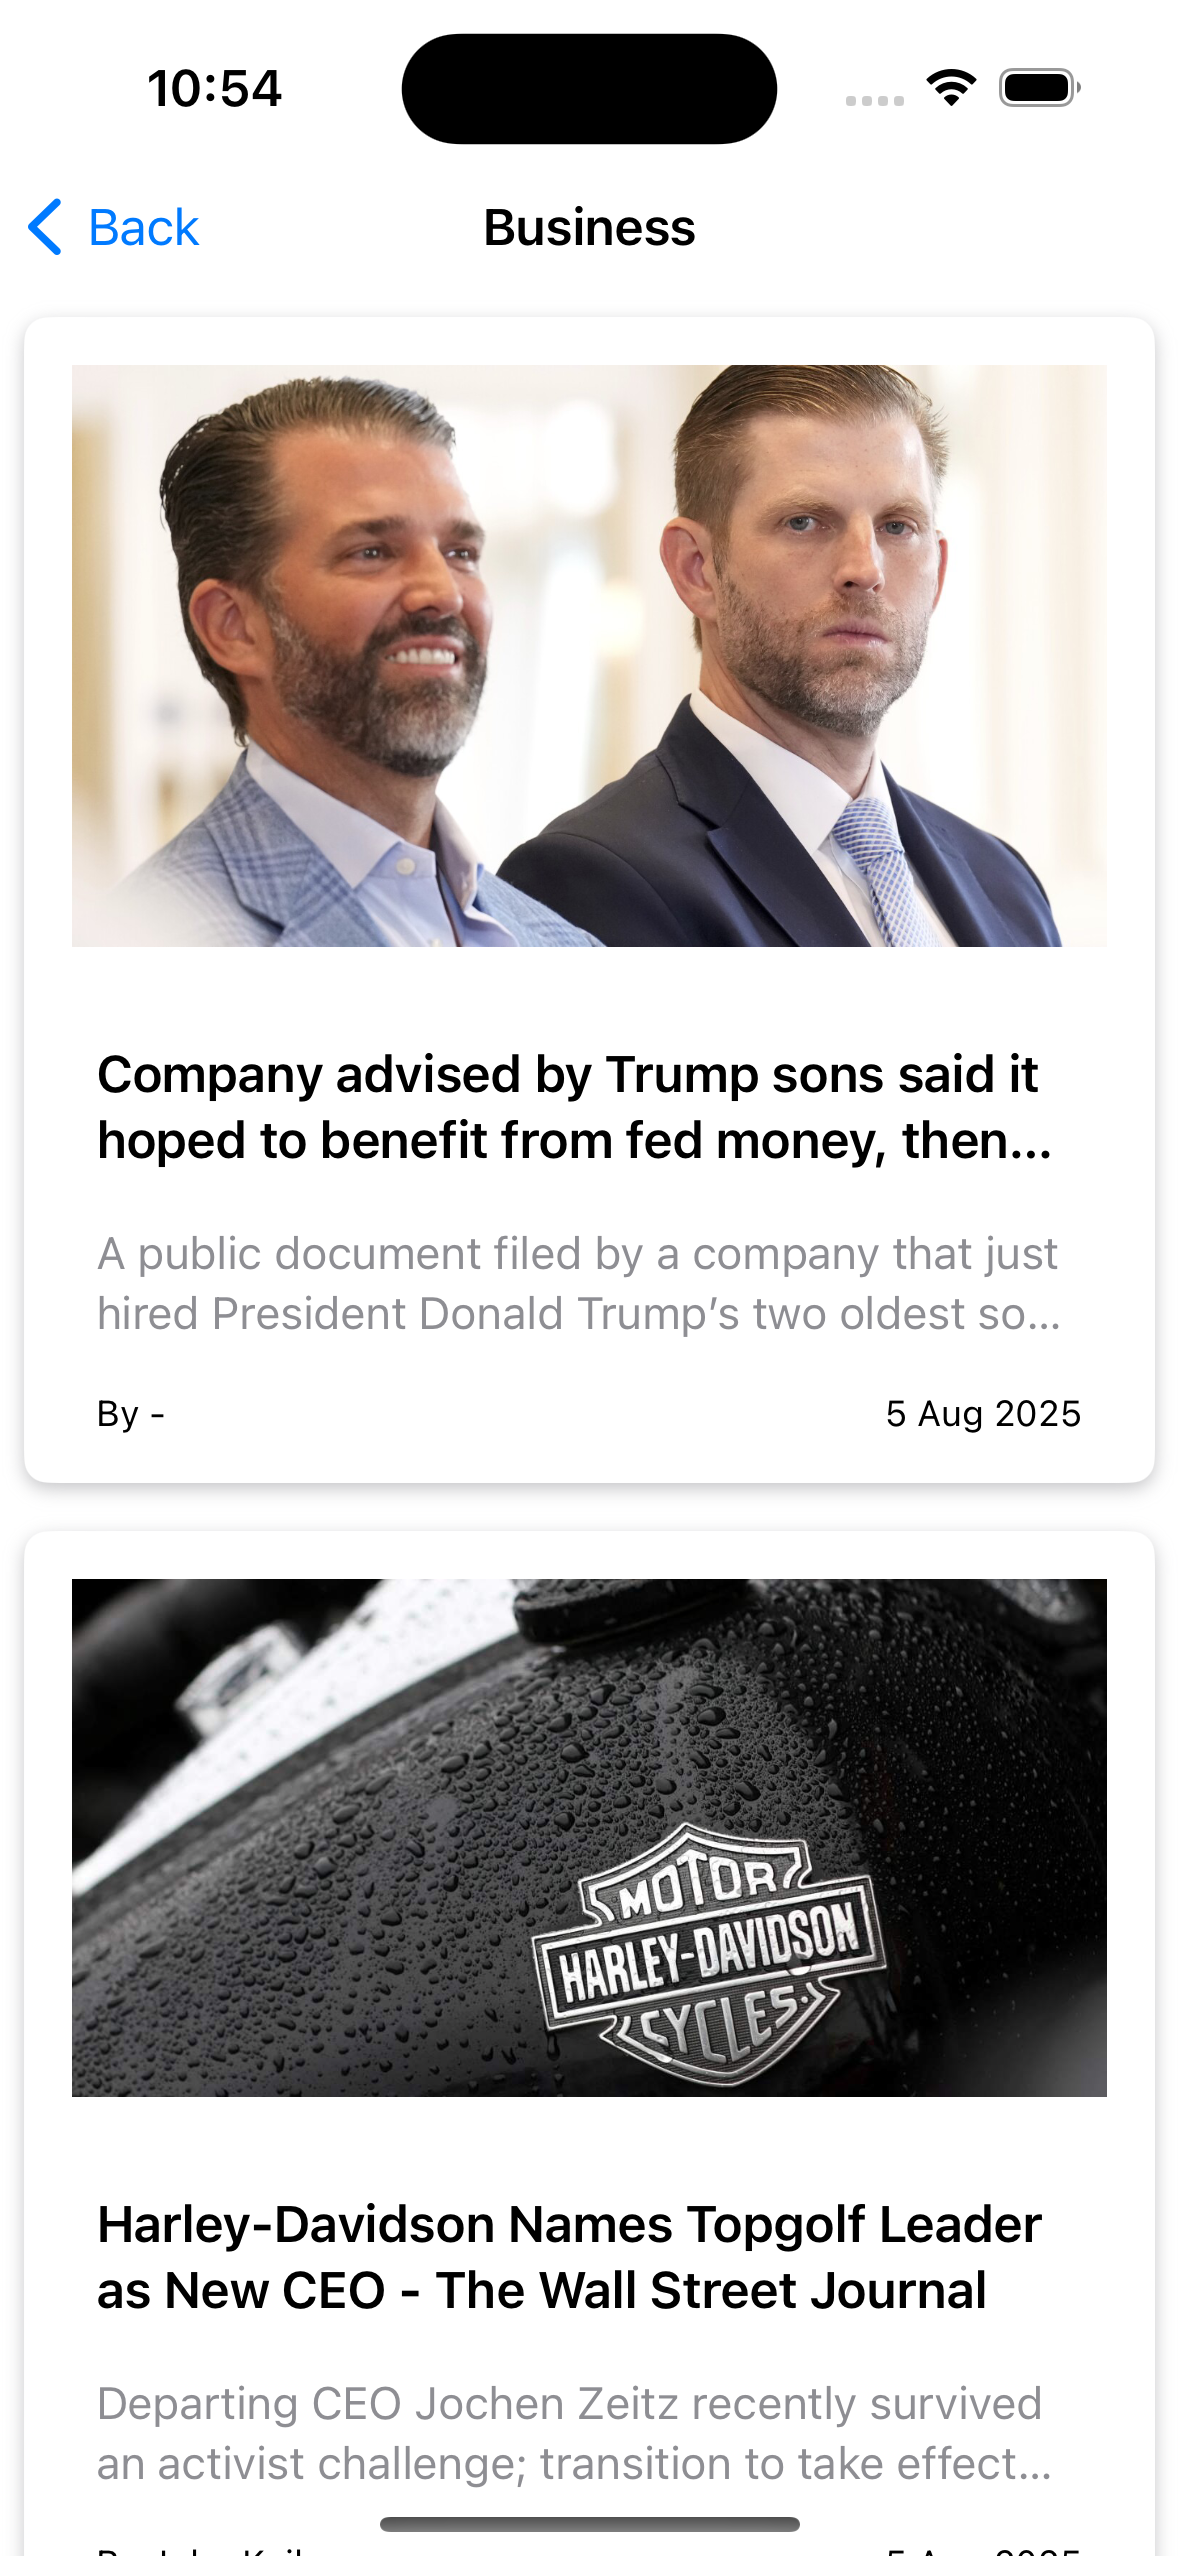 10:54
Back
Business
Company advised by Trump sons said it
hoped to benefit from fed money, then...
A public document filed by a company that just
hired President Donald Trump’s two oldest so...
By -
5 Aug 2025
MOTOR
HARLEY-DAVIDSON
CYCLES
Harley-Davidson Names Topgolf Leader
as New CEO - The Wall Street Journal
Departing CEO Jochen Zeitz recently survived
an activist challenge; transition to take effect...